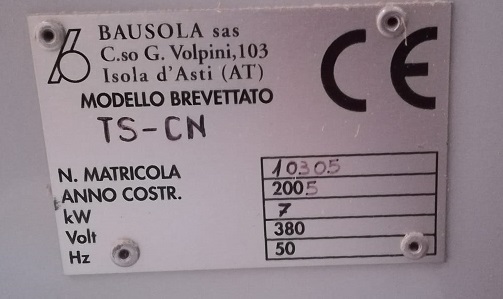 BAUSOLA sas
C.so G. Volpini,103
Isola d'Asti (AT)
CE
MODELLO BREVETTATO
TS-CN
N. MATRICOLA 10305
ANNO COSTR. 2005
kW 7
Volt 380
Hz 50